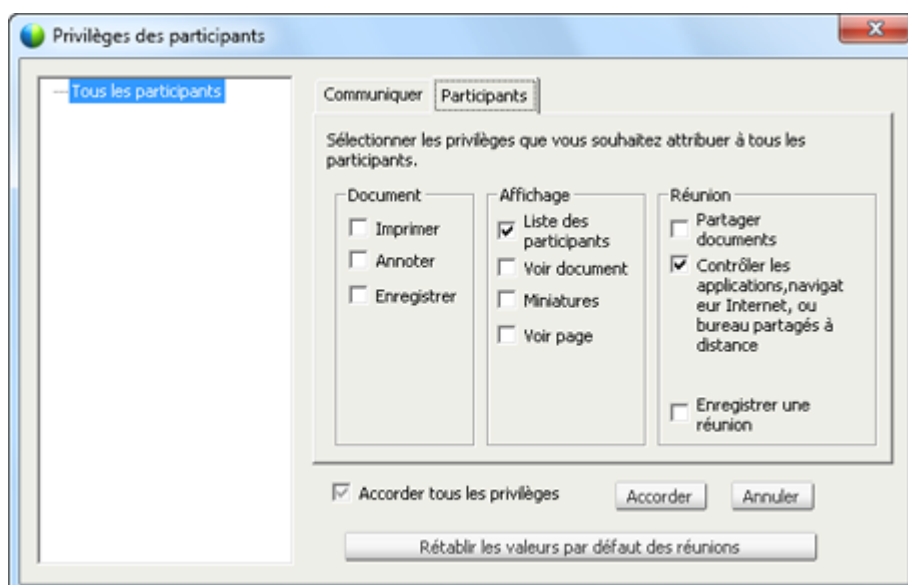 Privilèges des participants
Tous les participants
Communiquer
Participants
Sélectionner les privilèges que vous souhaitez attribuer à tous les
participants.
Document
Imprimer
Annoter
Enregistrer
Affichage
Liste des
participants
Voir document
Miniatures
Voir page
Réunion
Partager
documents
Contrôler les
applications,navigat
eur Internet, ou
bureau partagés à
distance
Enregistrer une
réunion
Accorder tous les privilèges
Accorder
Annuler
Rétablir les valeurs par défaut des réunions